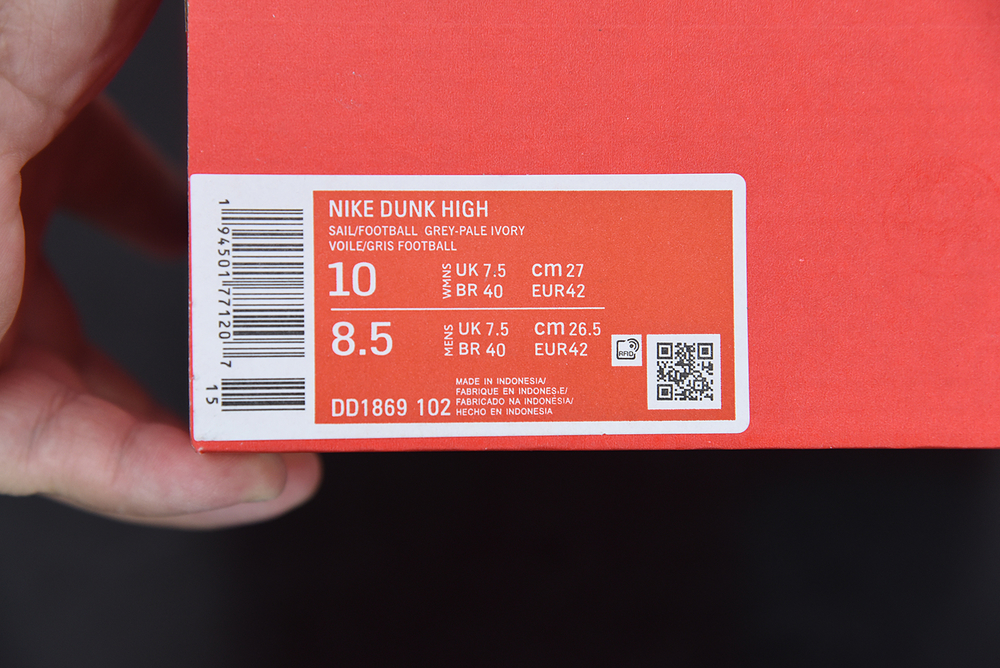 NIKE DUNK HIGH
SAIL/FOOTBALL GREY-PALE IVORY
VOILE/GRIS FOOTBALL
10 WMNS UK 7.5 cm 27
BR 40 EUR42
8.5 MENS UK 7.5 cm 26.5
BR 40 EUR42
RFID
MADE IN INDONESIA/
FABRIQUE EN INDONES.E/
FABRICADO NA INDONÉSIA/
HECHO EN INDONESIA
DD1869 102
1 94501 77120 7 15